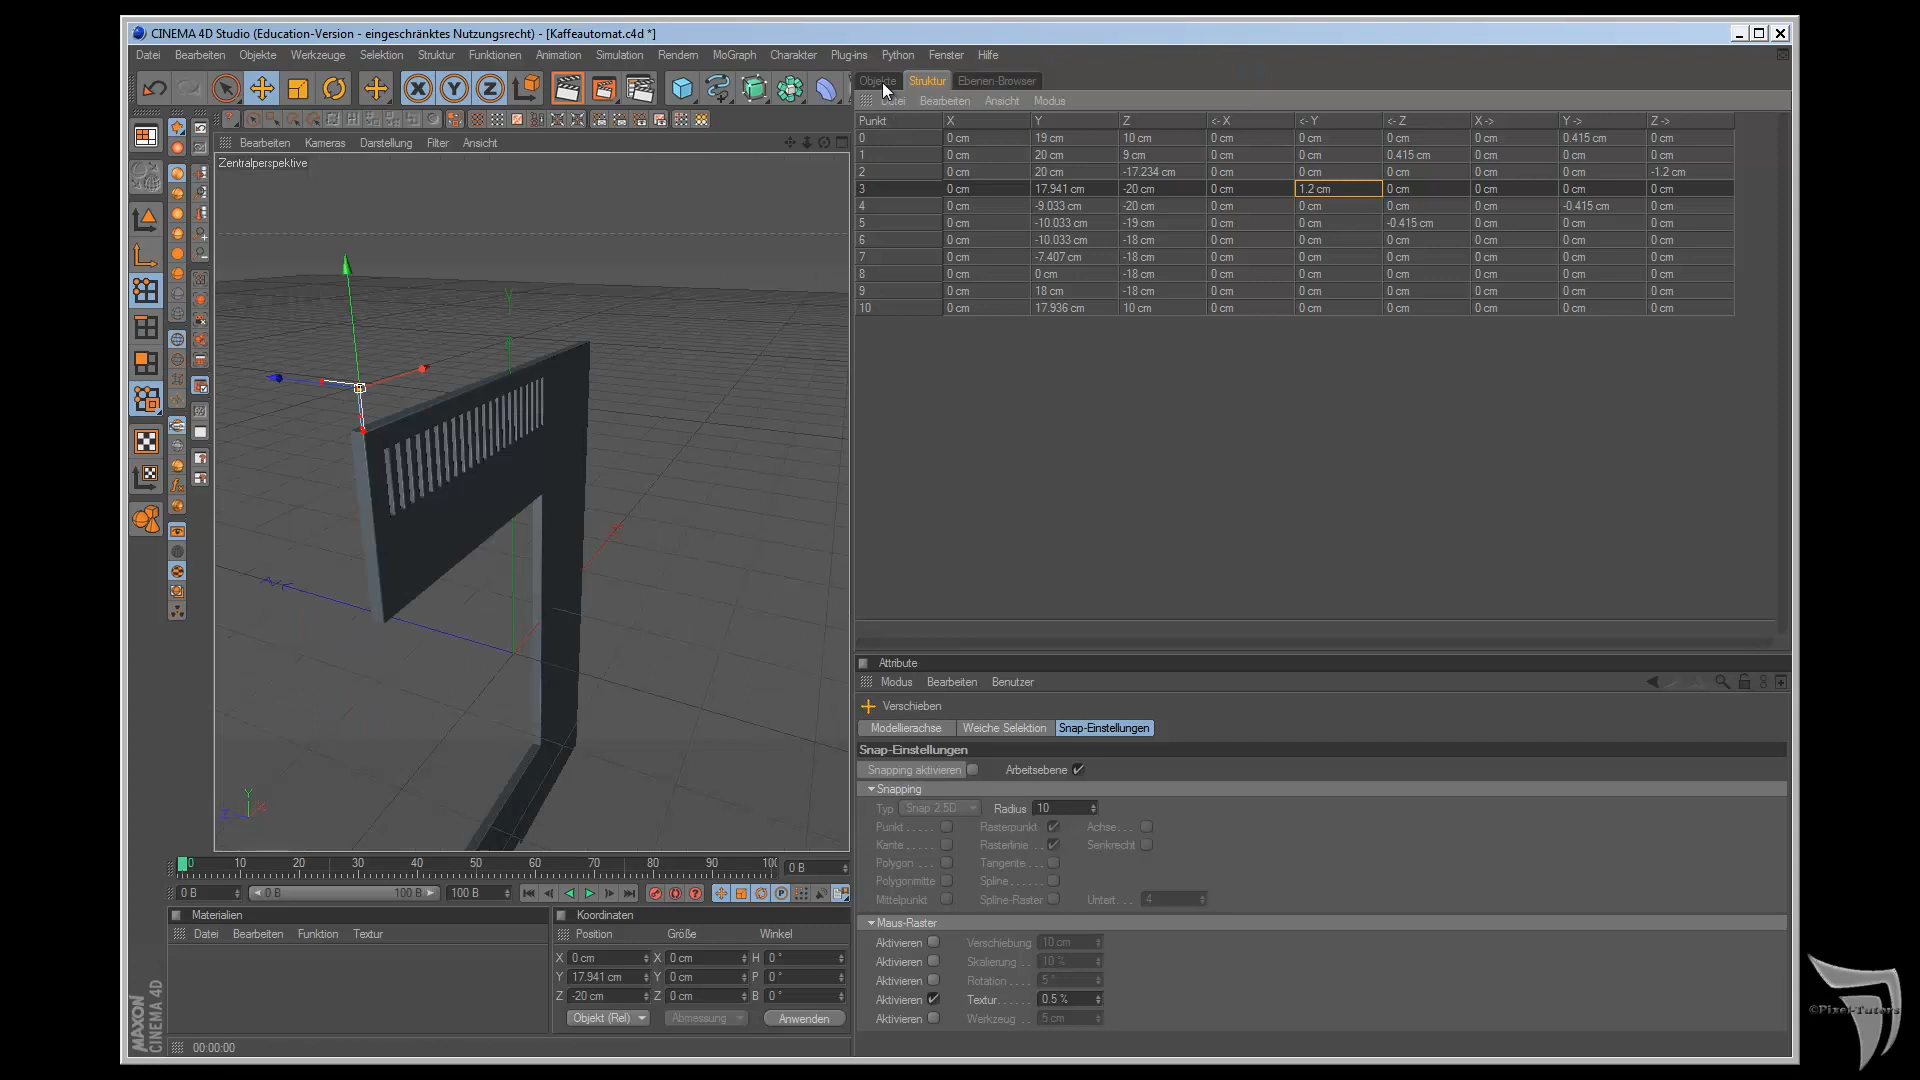 CINEMA 4D Studio (Education-Version - eingeschränktes Nutzungsrecht) - [Kaffeautomat.c4d *]
Datei Bearbeiten Objekte Werkzeuge Selektion Struktur Funktionen Animation Simulation Rendern MoGraph Charakter Plug-ins Python Fenster Hilfe
Objekte Struktur Ebenen-Browser
Datei Bearbeiten Ansicht Modus
Bearbeiten Kameras Darstellung Filter Ansicht
Zentralperspektive
Punkt X Y Z <- X <- Y <- Z X -> Y -> Z ->
0 0 cm 19 cm 10 cm 0 cm 0 cm 0 cm 0 cm 0.415 cm 0 cm
1 0 cm 20 cm 9 cm 0 cm 0 cm 0.415 cm 0 cm 0 cm 0 cm
2 0 cm 20 cm -17.234 cm 0 cm 0 cm 0 cm 0 cm 0 cm -1.2 cm
3 0 cm 17.941 cm -20 cm 0 cm 1.2 cm 0 cm 0 cm 0 cm 0 cm
4 0 cm -9.033 cm -20 cm 0 cm 0 cm 0 cm 0 cm -0.415 cm 0 cm
5 0 cm -10.033 cm -19 cm 0 cm 0 cm -0.415 cm 0 cm 0 cm 0 cm
6 0 cm -10.033 cm -18 cm 0 cm 0 cm 0 cm 0 cm 0 cm 0 cm
7 0 cm -7.407 cm -18 cm 0 cm 0 cm 0 cm 0 cm 0 cm 0 cm
8 0 cm 0 cm -18 cm 0 cm 0 cm 0 cm 0 cm 0 cm 0 cm
9 0 cm 18 cm -18 cm 0 cm 0 cm 0 cm 0 cm 0 cm 0 cm
10 0 cm 17.936 cm 10 cm 0 cm 0 cm 0 cm 0 cm 0 cm 0 cm
Attribute
Modus Bearbeiten Benutzer
Verschieben
Modellierachse Weiche Selektion Snap-Einstellungen
Snap-Einstellungen
Snapping aktivieren Arbeitsebene
Snapping
Typ Snap 2.5D Radius 10
Punkt..... Rasterpunkt Achse...
Kante..... Rasterlinie.. Senkrecht
Polygon... Tangente..
Polygonmitte Spline......
Mittelpunkt Spline-Raster Untert... 4
Maus-Raster
Aktivieren Verschiebung 10 cm
Aktivieren Skalierung .. 10 %
Aktivieren Rotation.... 5 °
Aktivieren Textur...... 0.5 %
Aktivieren Werkzeug .. 5 cm
0 10 20 30 40 50 60 70 80 90 100 0 B
0 B 0 B 100 B 100 B
Materialien
Datei Bearbeiten Funktion Textur
Koordinaten
Position Größe Winkel
X 0 cm X 0 cm H 0 °
Y 17.941 cm Y 0 cm P 0 °
Z -20 cm Z 0 cm B 0 °
Objekt (Rel) Abmessung Anwenden
MAXON
CINEMA 4D
00:00:00
©Pixel-Tutors